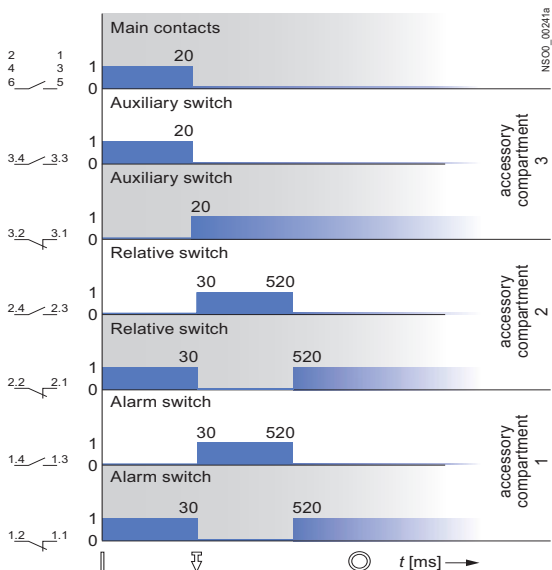 NSO0_00241a
Main contacts
2 1
4 3
6 5
20
1
0
Auxiliary switch
20
3.4 3.3
1
0
accessory
compartment
3
Auxiliary switch
20
3.2 3.1
1
0
Relative switch
30 520
2.4 2.3
1
0
accessory
compartment
2
Relative switch
30 520
2.2 2.1
1
0
Alarm switch
30 520
1.4 1.3
1
0
accessory
compartment
1
Alarm switch
30 520
1.2 1.1
1
0
t [ms]